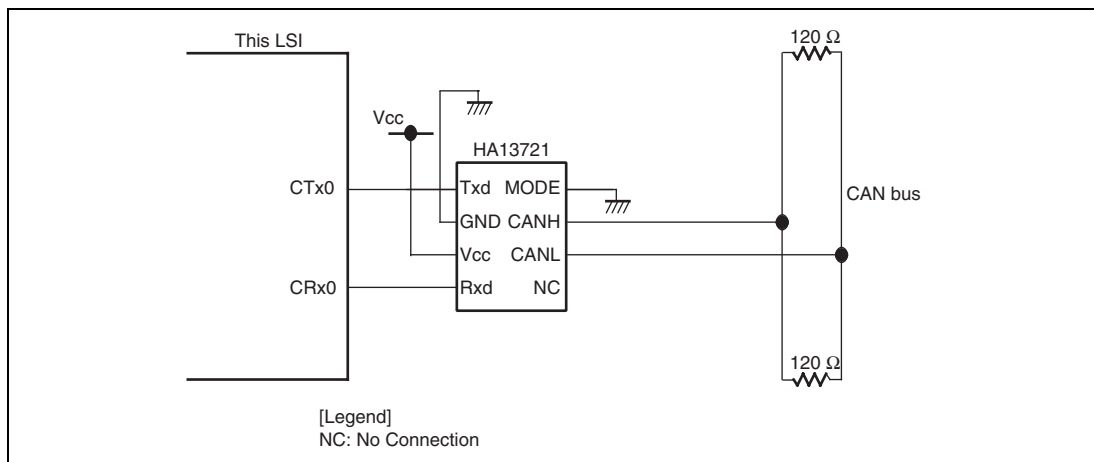 This LSI
120 Ω
Vcc
HA13721
CTx0
Txd MODE
CAN bus
GND CANH
Vcc CANL
CRx0
Rxd NC
120 Ω
[Legend]
NC: No Connection